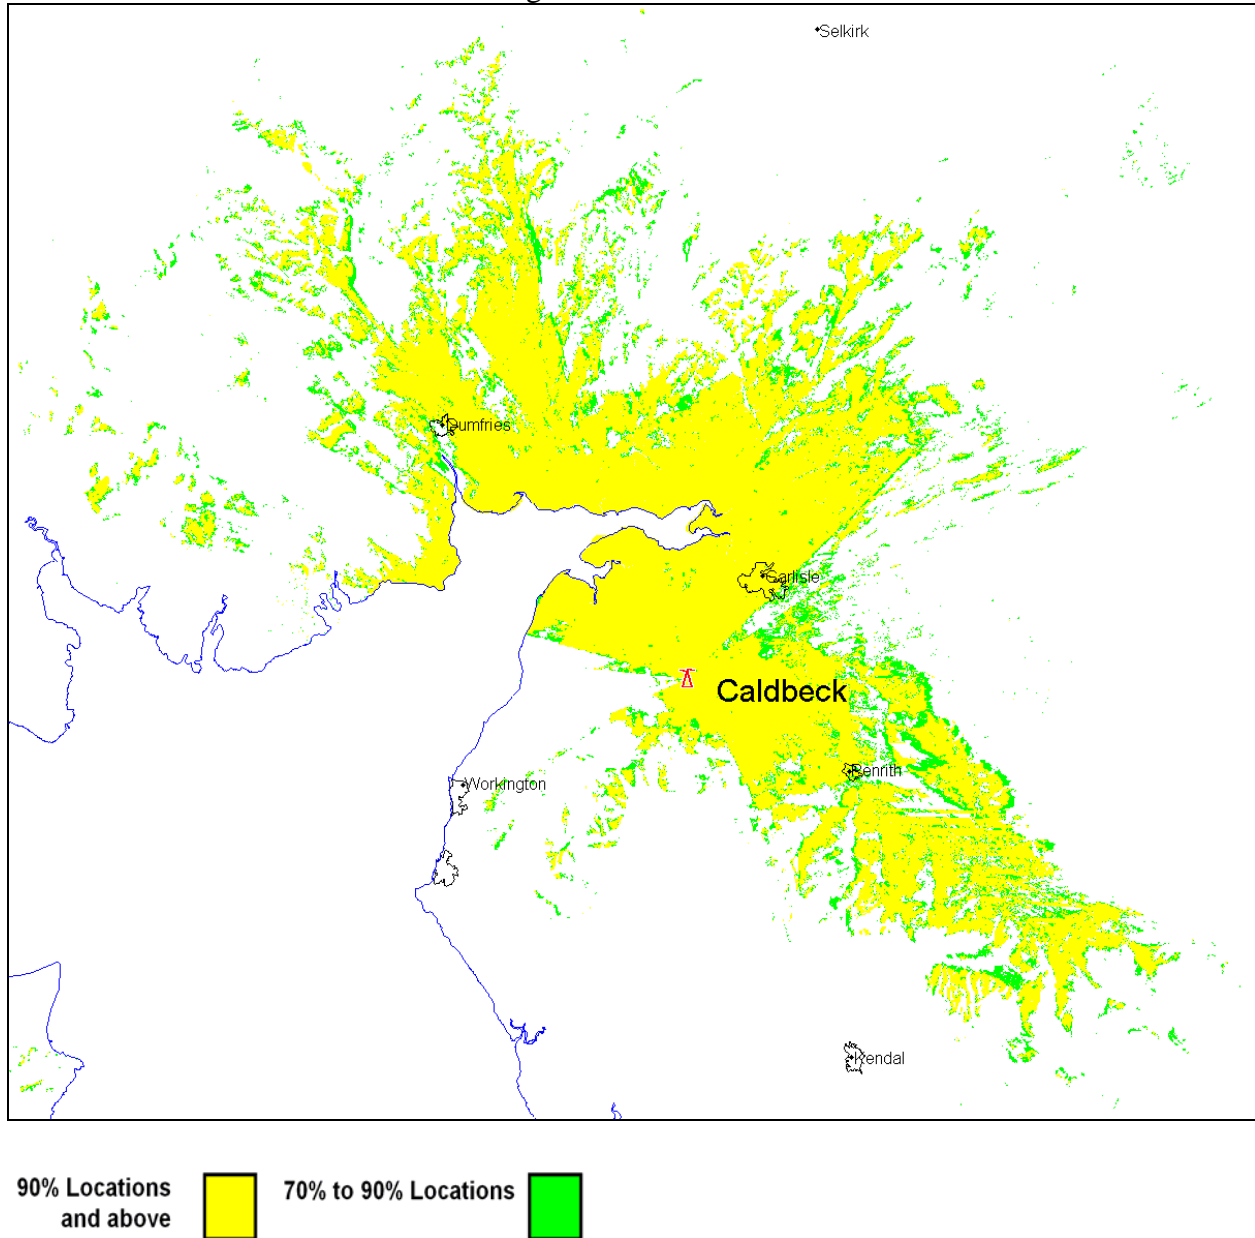 Selkirk
Dumfries
Carlisle
Caldbeck
Penrith
Workington
Kendal
90% Locations
and above
70% to 90% Locations